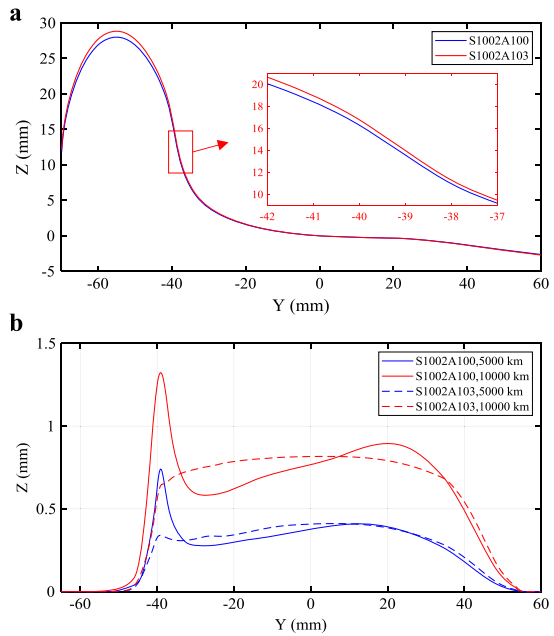 a
30
25
20
15
10
5
0
-5
Z (mm)
S1002A100
S1002A103
20
18
16
14
12
10
-42 -41 -40 -39 -38 -37
-60 -40 -20 0 20 40 60
Y (mm)
b
1.5
1
0.5
0
Z (mm)
S1002A100,5000 km
S1002A100,10000 km
S1002A103,5000 km
S1002A103,10000 km
-60 -40 -20 0 20 40 60
Y (mm)